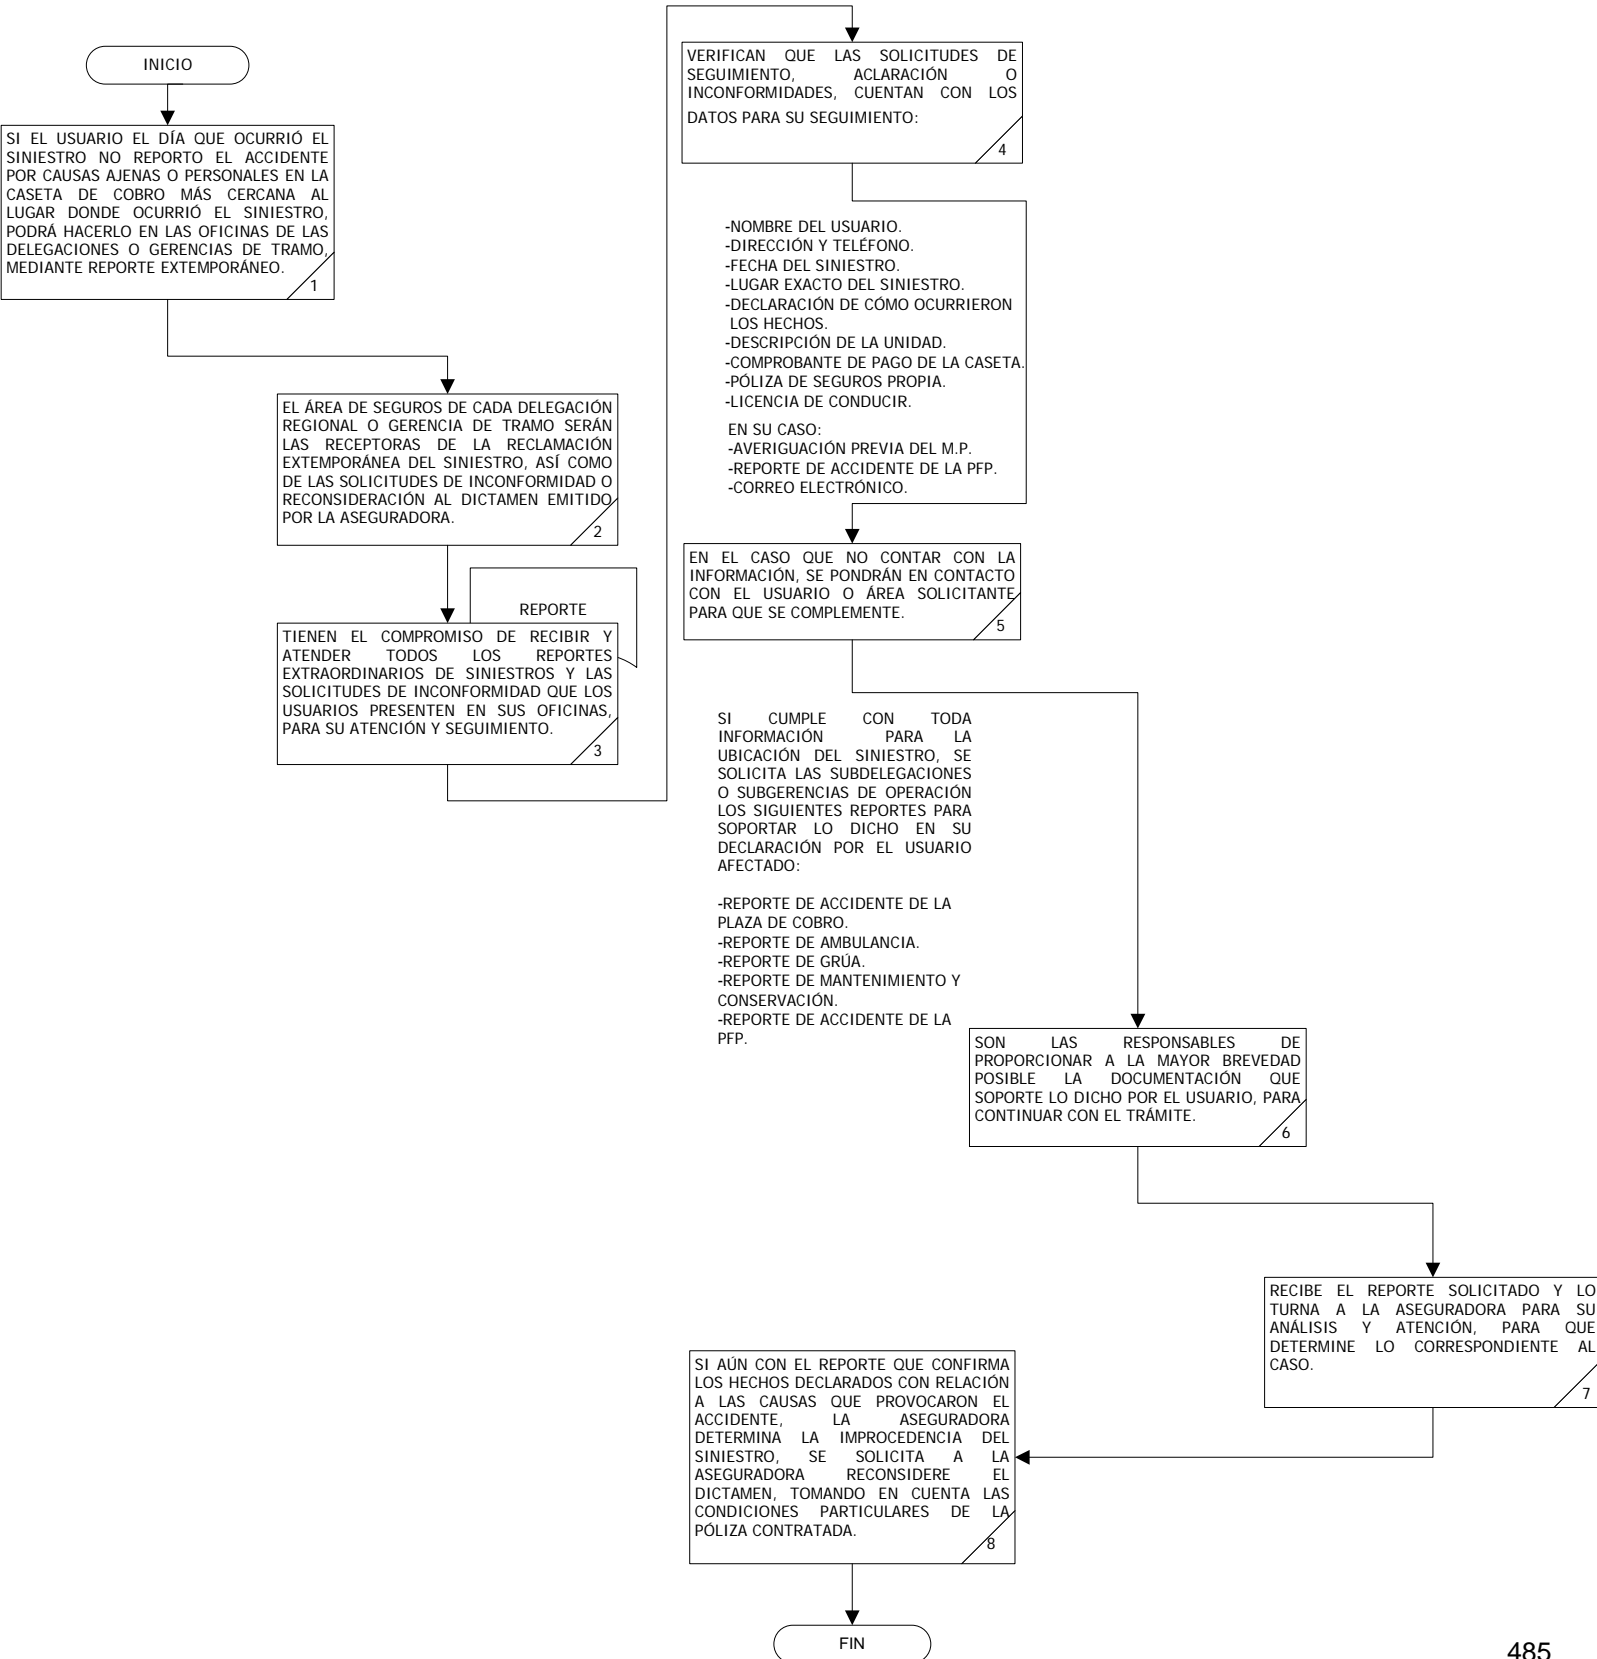 INICIO
SI EL USUARIO EL DÍA QUE OCURRIÓ EL
SINIESTRO NO REPORTO EL ACCIDENTE
POR CAUSAS AJENAS O PERSONALES EN LA
CASETA DE COBRO MÁS CERCANA AL
LUGAR DONDE OCURRIÓ EL SINIESTRO,
PODRÁ HACERLO EN LAS OFICINAS DE LAS
DELEGACIONES O GERENCIAS DE TRAMO,
MEDIANTE REPORTE EXTEMPORÁNEO.
1
EL ÁREA DE SEGUROS DE CADA DELEGACIÓN
REGIONAL O GERENCIA DE TRAMO SERÁN
LAS RECEPTORAS DE LA RECLAMACIÓN
EXTEMPORÁNEA DEL SINIESTRO, ASÍ COMO
DE LAS SOLICITUDES DE INCONFORMIDAD O
RECONSIDERACIÓN AL DICTAMEN EMITIDO
POR LA ASEGURADORA.
2
REPORTE
TIENEN EL COMPROMISO DE RECIBIR Y
ATENDER TODOS LOS REPORTES
EXTRAORDINARIOS DE SINIESTROS Y LAS
SOLICITUDES DE INCONFORMIDAD QUE LOS
USUARIOS PRESENTEN EN SUS OFICINAS,
PARA SU ATENCIÓN Y SEGUIMIENTO.
3
VERIFICAN QUE LAS SOLICITUDES DE
SEGUIMIENTO, ACLARACIÓN O
INCONFORMIDADES, CUENTAN CON LOS
DATOS PARA SU SEGUIMIENTO:
4
-NOMBRE DEL USUARIO.
-DIRECCIÓN Y TELÉFONO.
-FECHA DEL SINIESTRO.
-LUGAR EXACTO DEL SINIESTRO.
-DECLARACIÓN DE CÓMO OCURRIERON
LOS HECHOS.
-DESCRIPCIÓN DE LA UNIDAD.
-COMPROBANTE DE PAGO DE LA CASETA.
-PÓLIZA DE SEGUROS PROPIA.
-LICENCIA DE CONDUCIR.
EN SU CASO:
-AVERIGUACIÓN PREVIA DEL M.P.
-REPORTE DE ACCIDENTE DE LA PFP.
-CORREO ELECTRÓNICO.
EN EL CASO QUE NO CONTAR CON LA
INFORMACIÓN, SE PONDRÁN EN CONTACTO
CON EL USUARIO O ÁREA SOLICITANTE
PARA QUE SE COMPLEMENTE.
5
SI CUMPLE CON TODA
INFORMACIÓN PARA LA
UBICACIÓN DEL SINIESTRO, SE
SOLICITA LAS SUBDELEGACIONES
O SUBGERENCIAS DE OPERACIÓN
LOS SIGUIENTES REPORTES PARA
SOPORTAR LO DICHO EN SU
DECLARACIÓN POR EL USUARIO
AFECTADO:
-REPORTE DE ACCIDENTE DE LA
PLAZA DE COBRO.
-REPORTE DE AMBULANCIA.
-REPORTE DE GRÚA.
-REPORTE DE MANTENIMIENTO Y
CONSERVACIÓN.
-REPORTE DE ACCIDENTE DE LA
PFP.
SON LAS RESPONSABLES DE
PROPORCIONAR A LA MAYOR BREVEDAD
POSIBLE LA DOCUMENTACIÓN QUE
SOPORTE LO DICHO POR EL USUARIO, PARA
CONTINUAR CON EL TRÁMITE.
6
RECIBE EL REPORTE SOLICITADO Y LO
TURNA A LA ASEGURADORA PARA SU
ANÁLISIS Y ATENCIÓN, PARA QUE
DETERMINE LO CORRESPONDIENTE AL
CASO.
7
SI AÚN CON EL REPORTE QUE CONFIRMA
LOS HECHOS DECLARADOS CON RELACIÓN
A LAS CAUSAS QUE PROVOCARON EL
ACCIDENTE, LA ASEGURADORA
DETERMINA LA IMPROCEDENCIA DEL
SINIESTRO, SE SOLICITA A LA
ASEGURADORA RECONSIDERE EL
DICTAMEN, TOMANDO EN CUENTA LAS
CONDICIONES PARTICULARES DE LA
PÓLIZA CONTRATADA.
8
FIN
485